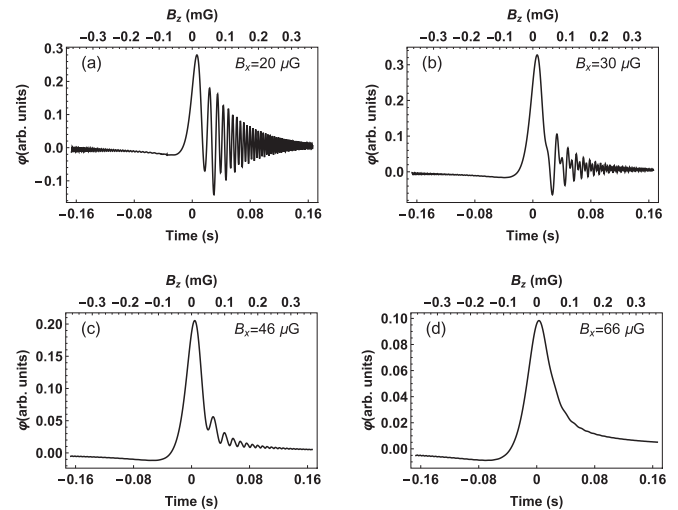 B_z (mG)
−0.3 −0.2 −0.1 0 0.1 0.2 0.3
(a) B_x=20 μG
φ(arb. units)
0.3
0.2
0.1
0.0
−0.1
−0.16 −0.08 0 0.08 0.16
Time (s)
B_z (mG)
−0.3 −0.2 −0.1 0 0.1 0.2 0.3
(b) B_x=30 μG
φ(arb. units)
0.3
0.2
0.1
0.0
−0.16 −0.08 0 0.08 0.16
Time (s)
B_z (mG)
−0.3 −0.2 −0.1 0 0.1 0.2 0.3
(c) B_x=46 μG
φ(arb. units)
0.20
0.15
0.10
0.05
0.00
−0.16 −0.08 0 0.08 0.16
Time (s)
B_z (mG)
−0.3 −0.2 −0.1 0 0.1 0.2 0.3
(d) B_x=66 μG
φ(arb. units)
0.10
0.08
0.06
0.04
0.02
0.00
−0.16 −0.08 0 0.08 0.16
Time (s)